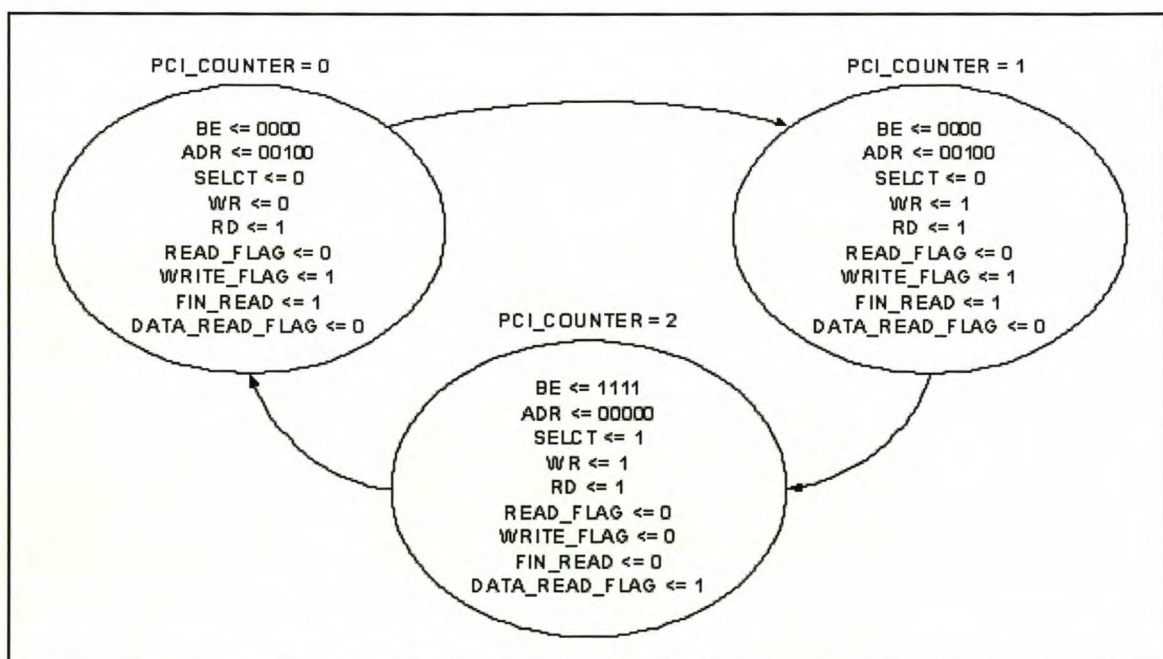 PCI_COUNTER = 0
BE <= 0000
ADR <= 00100
SELCT <= 0
WR <= 0
RD <= 1
READ_FLAG <= 0
WRITE_FLAG <= 1
FIN_READ <= 1
DATA_READ_FLAG <= 0
PCI_COUNTER = 1
BE <= 0000
ADR <= 00100
SELCT <= 0
WR <= 1
RD <= 1
READ_FLAG <= 0
WRITE_FLAG <= 1
FIN_READ <= 1
DATA_READ_FLAG <= 0
PCI_COUNTER = 2
BE <= 1111
ADR <= 00000
SELCT <= 1
WR <= 1
RD <= 1
READ_FLAG <= 0
WRITE_FLAG <= 0
FIN_READ <= 0
DATA_READ_FLAG <= 1